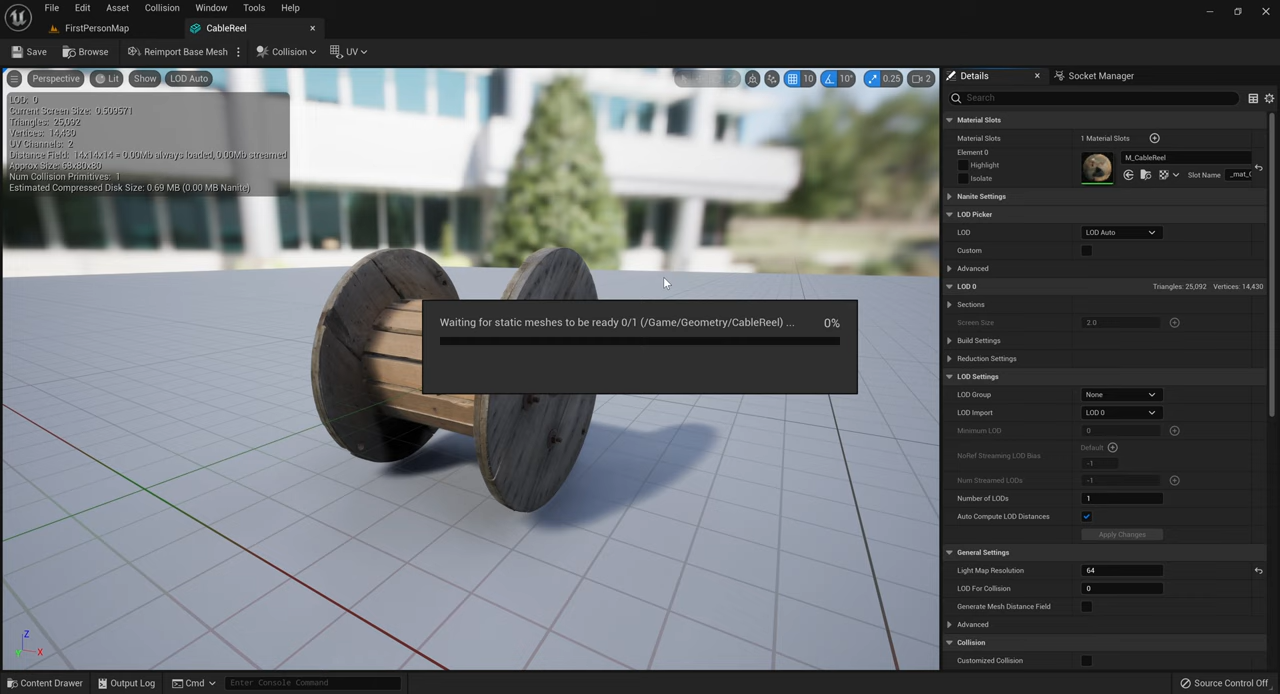 File Edit Asset Collision Window Tools Help
FirstPersonMap
CableReel
Save Browse Reimport Base Mesh Collision UV
Perspective Lit Show LOD Auto
10 10° 0.25 2
LOD: 0
Current Screen Size: 0.600571
Triangles: 25,092
Vertices: 14,430
UV Channels: 2
Distance Field: 14x14x14 = 0.00Mb always loaded, 0.00Mb streamed
Approx Size: 58x80x80
Num Collision Primitives: 1
Estimated Compressed Disk Size: 0.69 MB (0.00 MB Nanite)
Waiting for static meshes to be ready 0/1 (/Game/Geometry/CableReel) ... 0%
Z
Y X
Details Socket Manager
Search
Material Slots
Material Slots 1 Material Slots
Element 0
Highlight
Isolate
M_CableReel
Slot Name
Nanite Settings
LOD Picker
LOD LOD Auto
Custom
Advanced
LOD 0 Triangles: 25,092 Vertices: 14,430
Sections
Screen Size 2.0
Build Settings
Reduction Settings
LOD Settings
LOD Group None
LOD Import LOD 0
Minimum LOD 0
Default
NoRef Streaming LOD Bias
-1
Num Streamed LODs -1
Number of LODs 1
Auto Compute LOD Distances
Apply Changes
General Settings
Light Map Resolution 64
LOD For Collision 0
Generate Mesh Distance Field
Advanced
Collision
Customized Collision
Content Drawer Output Log Cmd Enter Console Command Source Control Off